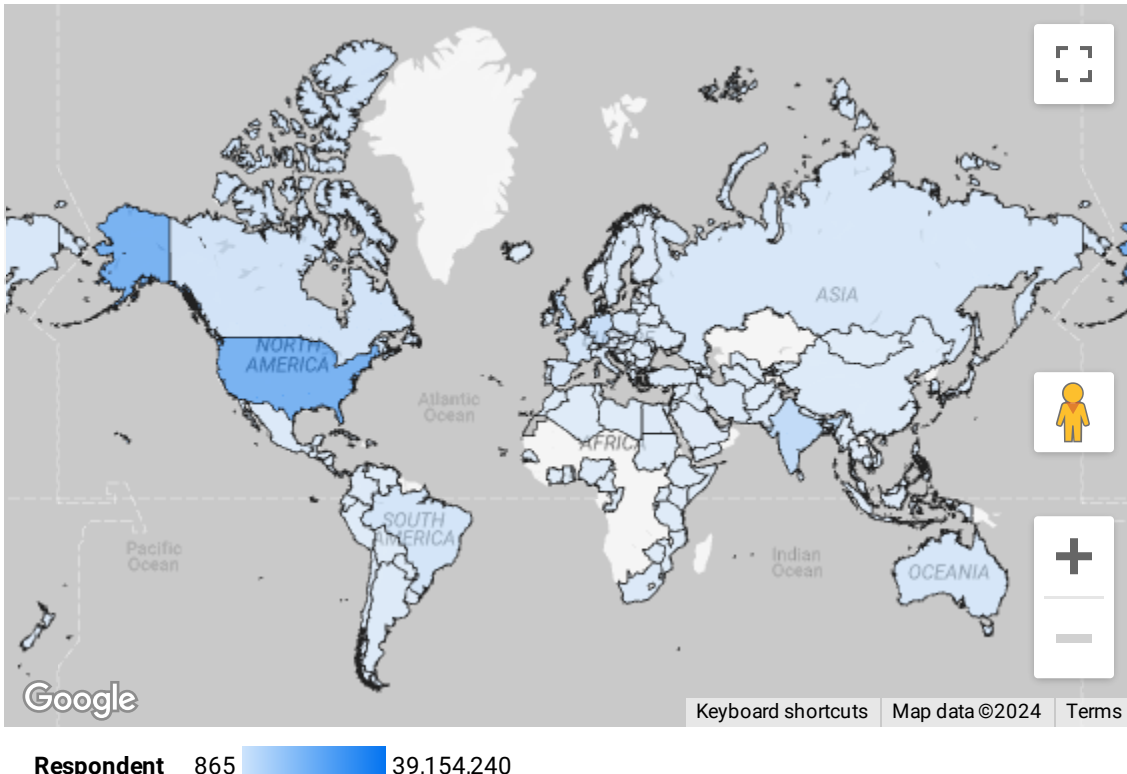 ASIA
NORTH
AMERICA
Atlantic
Ocean
AFRICA
SOUTH
AMERICA
Pacific
Ocean
Indian
Ocean
OCEANIA
Google
Keyboard shortcuts
Map data ©2024
Terms
Respondent 865 39,154,240